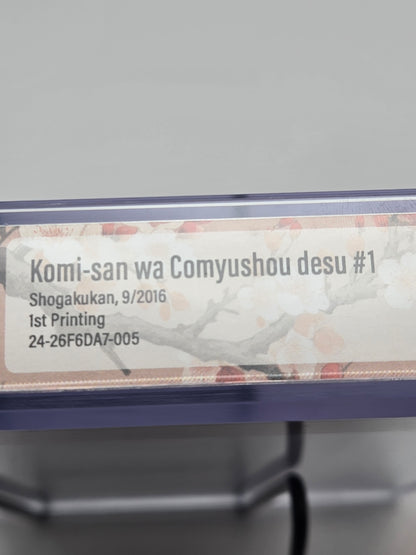 Komi-san wa Comyushou desu #1
Shogakukan, 9/2016
1st Printing
24-26F6DA7-005